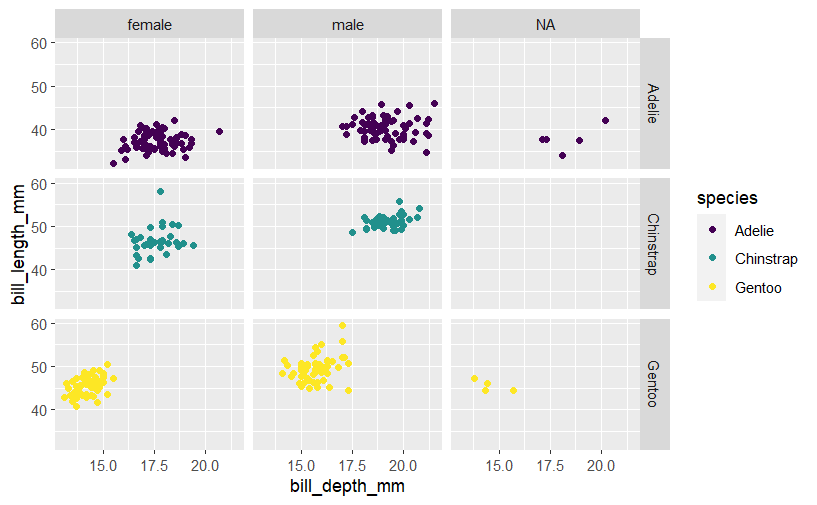 female
male
NA
60
50
40
Adelie
60
50
40
Chinstrap
60
50
40
Gentoo
bill_length_mm
15.0 17.5 20.0
15.0 17.5 20.0
15.0 17.5 20.0
bill_depth_mm
species
Adelie
Chinstrap
Gentoo